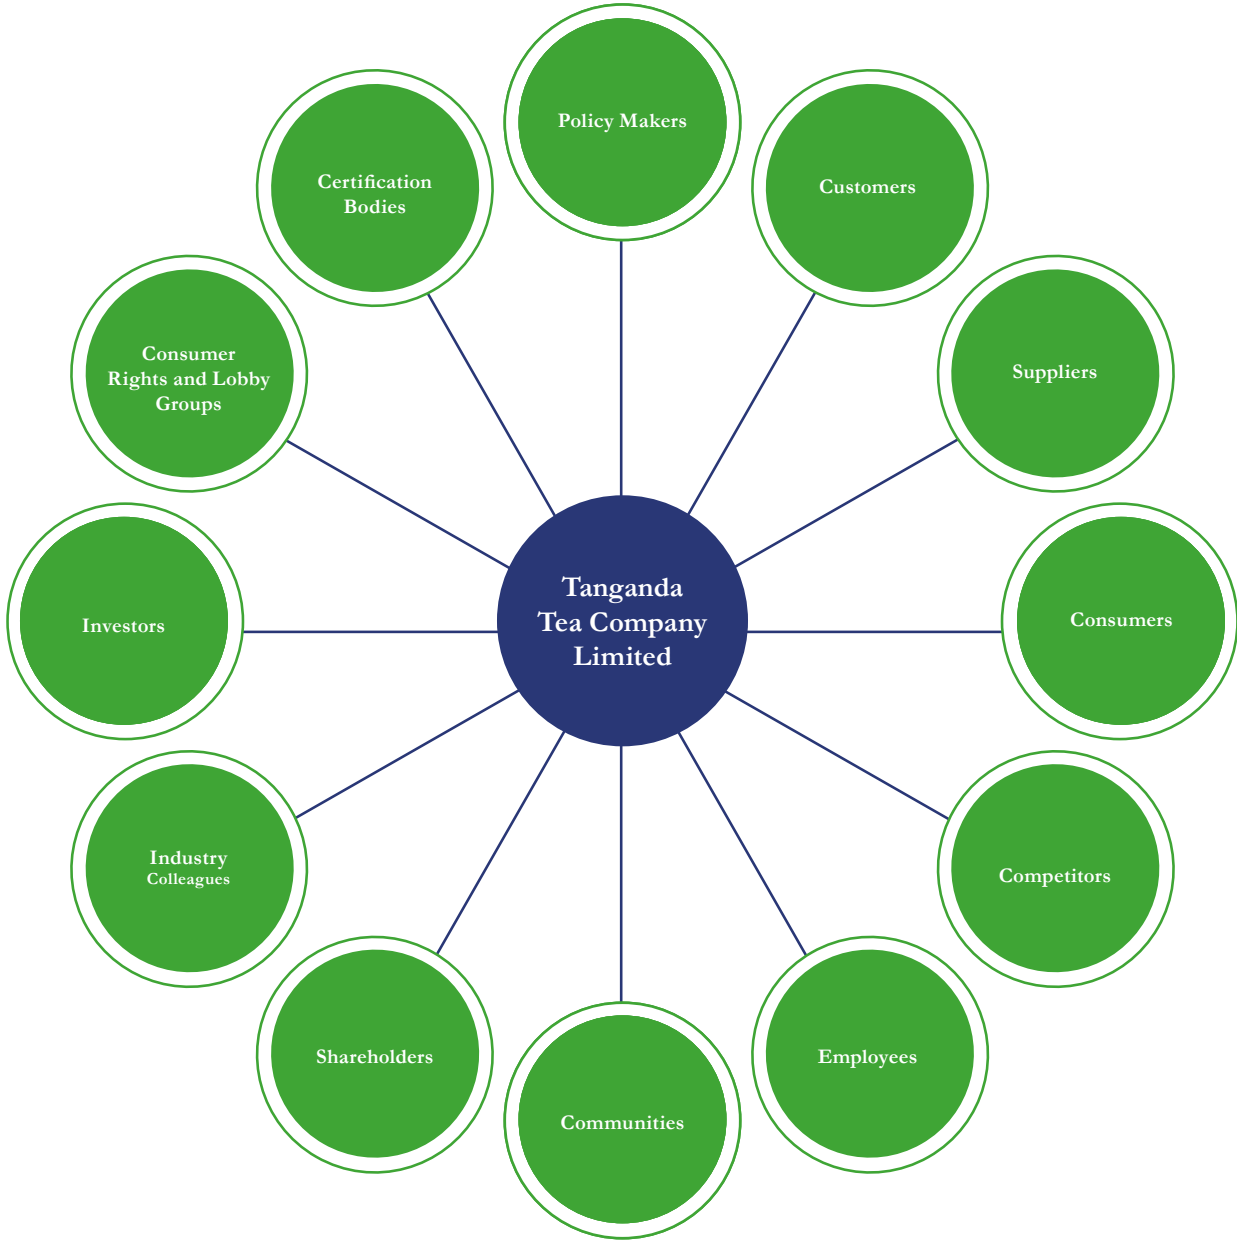 Policy Makers
Customers
Suppliers
Consumers
Competitors
Employees
Communities
Shareholders
Industry
Colleagues
Investors
Consumer
Rights and Lobby
Groups
Certification
Bodies
Tanganda
Tea Company
Limited